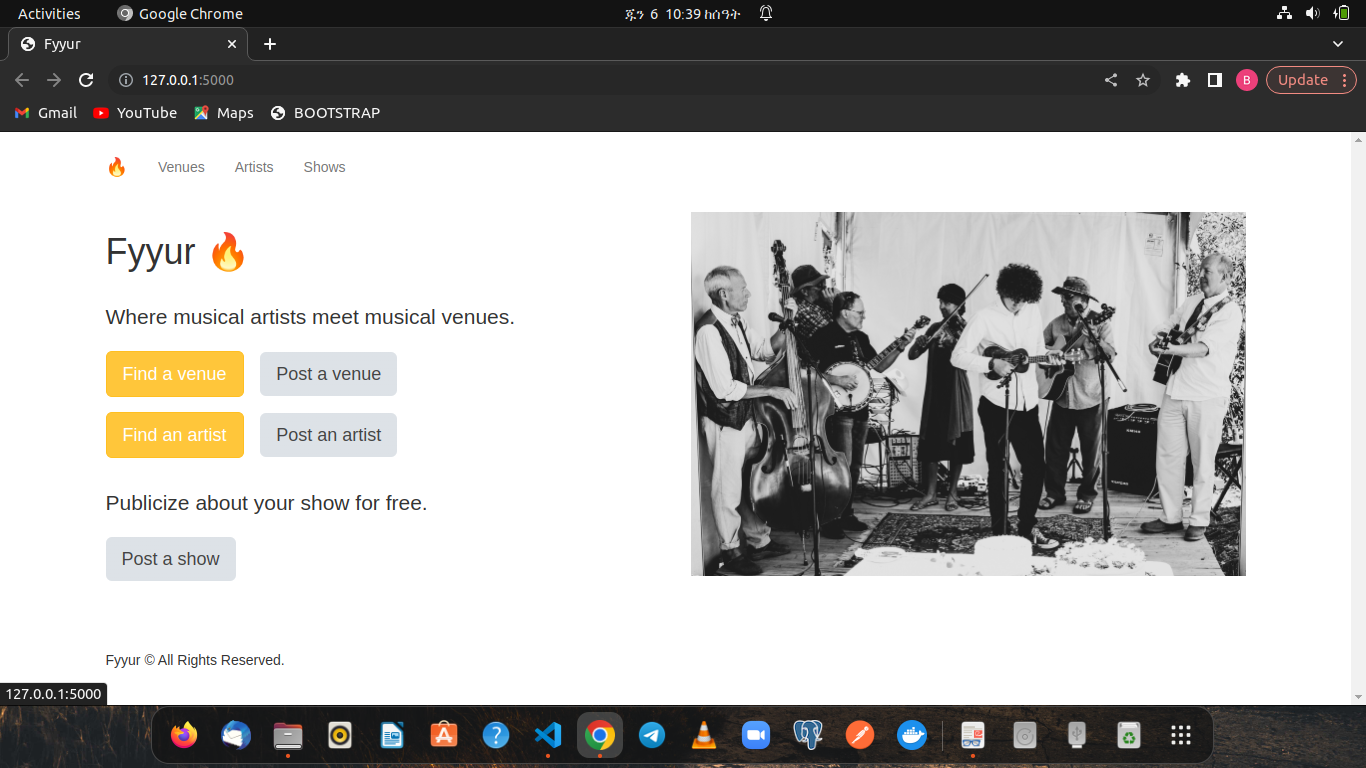 Activities
Google Chrome
ጁን 6 10:39 ከሰዓት
Fyyur
127.0.0.1:5000
B
Update
Gmail
YouTube
Maps
BOOTSTRAP
Venues
Artists
Shows
Fyyur 🔥
Where musical artists meet musical venues.
Find a venue
Post a venue
Find an artist
Post an artist
Publicize about your show for free.
Post a show
Fyyur © All Rights Reserved.
127.0.0.1:5000